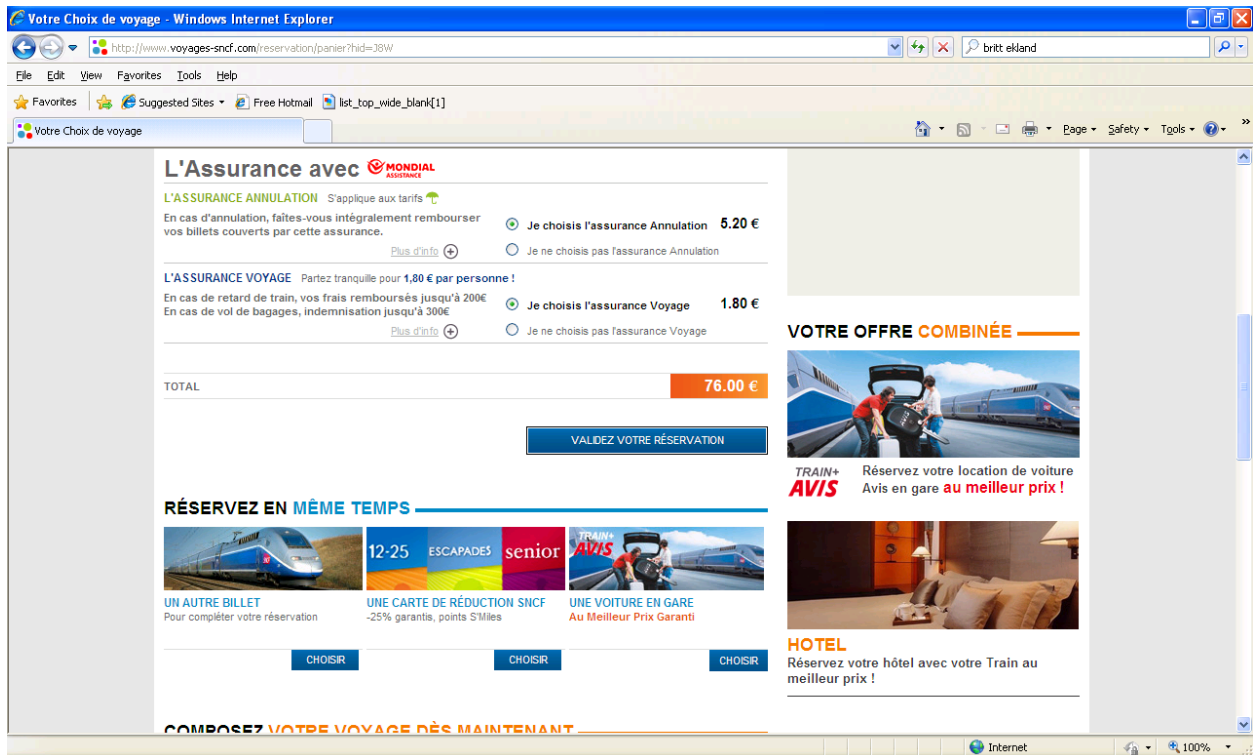 Votre Choix de voyage - Windows Internet Explorer
http://www.voyages-sncf.com/reservation/panier?hid=J8W
britt ekland
File Edit View Favorites Tools Help
Favorites Suggested Sites Free Hotmail list_top_wide_blank[1]
Votre Choix de voyage
Page Safety Tools
L'Assurance avec MONDIAL ASSISTANCE
L'ASSURANCE ANNULATION S'applique aux tarifs
En cas d'annulation, faîtes-vous intégralement rembourser
vos billets couverts par cette assurance.
Plus d'info
Je choisis l'assurance Annulation 5.20 €
Je ne choisis pas l'assurance Annulation
L'ASSURANCE VOYAGE Partez tranquille pour 1,80 € par personne !
En cas de retard de train, vos frais remboursés jusqu'à 200€
En cas de vol de bagages, indemnisation jusqu'à 300€
Plus d'info
Je choisis l'assurance Voyage 1.80 €
Je ne choisis pas l'assurance Voyage
TOTAL 76.00 €
VALIDEZ VOTRE RÉSERVATION
RÉSERVEZ EN MÊME TEMPS
12-25 ESCAPADES senior
TRAIN+
AVIS
UN AUTRE BILLET
Pour compléter votre réservation
CHOISIR
UNE CARTE DE RÉDUCTION SNCF
-25% garantis, points S'Miles
CHOISIR
UNE VOITURE EN GARE
Au Meilleur Prix Garanti
CHOISIR
COMPOSEZ VOTRE VOYAGE DÈS MAINTENANT
VOTRE OFFRE COMBINÉE
TRAIN+
AVIS
Réservez votre location de voiture
Avis en gare au meilleur prix !
HOTEL
Réservez votre hôtel avec votre Train au
meilleur prix !
Internet
100%